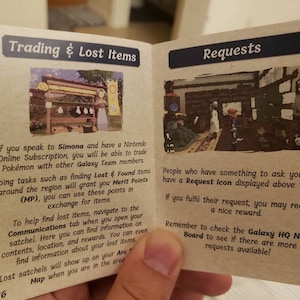 Trading & Lost Items
If you speak to Simona and have a Nintendo
Online Subscription, you will be able to trade
Pokémon with other Galaxy Team members.
Doing tasks such as finding Lost & Found items
around the region will grant you Merit Points
(MP), you can use these points in
exchange for items
To help find lost items, navigate to the
Communications tab when you open your
satchel. Here you can find information on
contents, location, and rewards. You can even
find information about your lost items.
Lost satchels will show up on your Area
Map when you are in the area
6
Requests
People who have something to ask you
have a Request icon displayed above
If you fulfil their request, you may re
a nice reward.
Remember to check the Galaxy HQ N
Board to see if there are more
requests available!